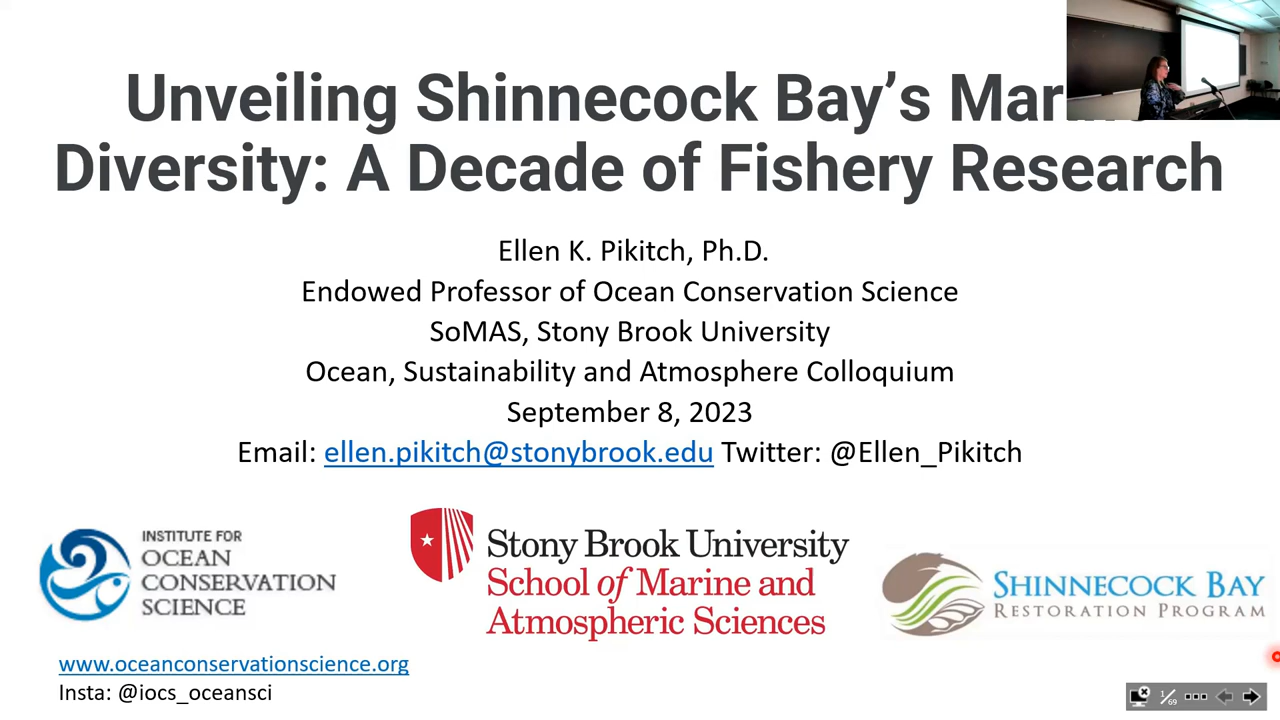 Unveiling Shinnecock Bay's
Diversity: A Decade of Fishery Research
Ellen K. Pikitch, Ph.D.
Endowed Professor of Ocean Conservation Science
SoMAS, Stony Brook University
Ocean, Sustainability and Atmosphere Colloquium
September 8, 2023
Email: ellen.pikitch@stonybrook.edu Twitter: @Ellen_Pikitch
INSTITUTE FOR
OCEAN
CONSERVATION
SCIENCE
Stony Brook University
School of Marine and
Atmospheric Sciences
SHINNECOCK BAY
RESTORATION PROGRAM
www.oceanconservationscience.org
Insta: @iocs_oceansci
1/69